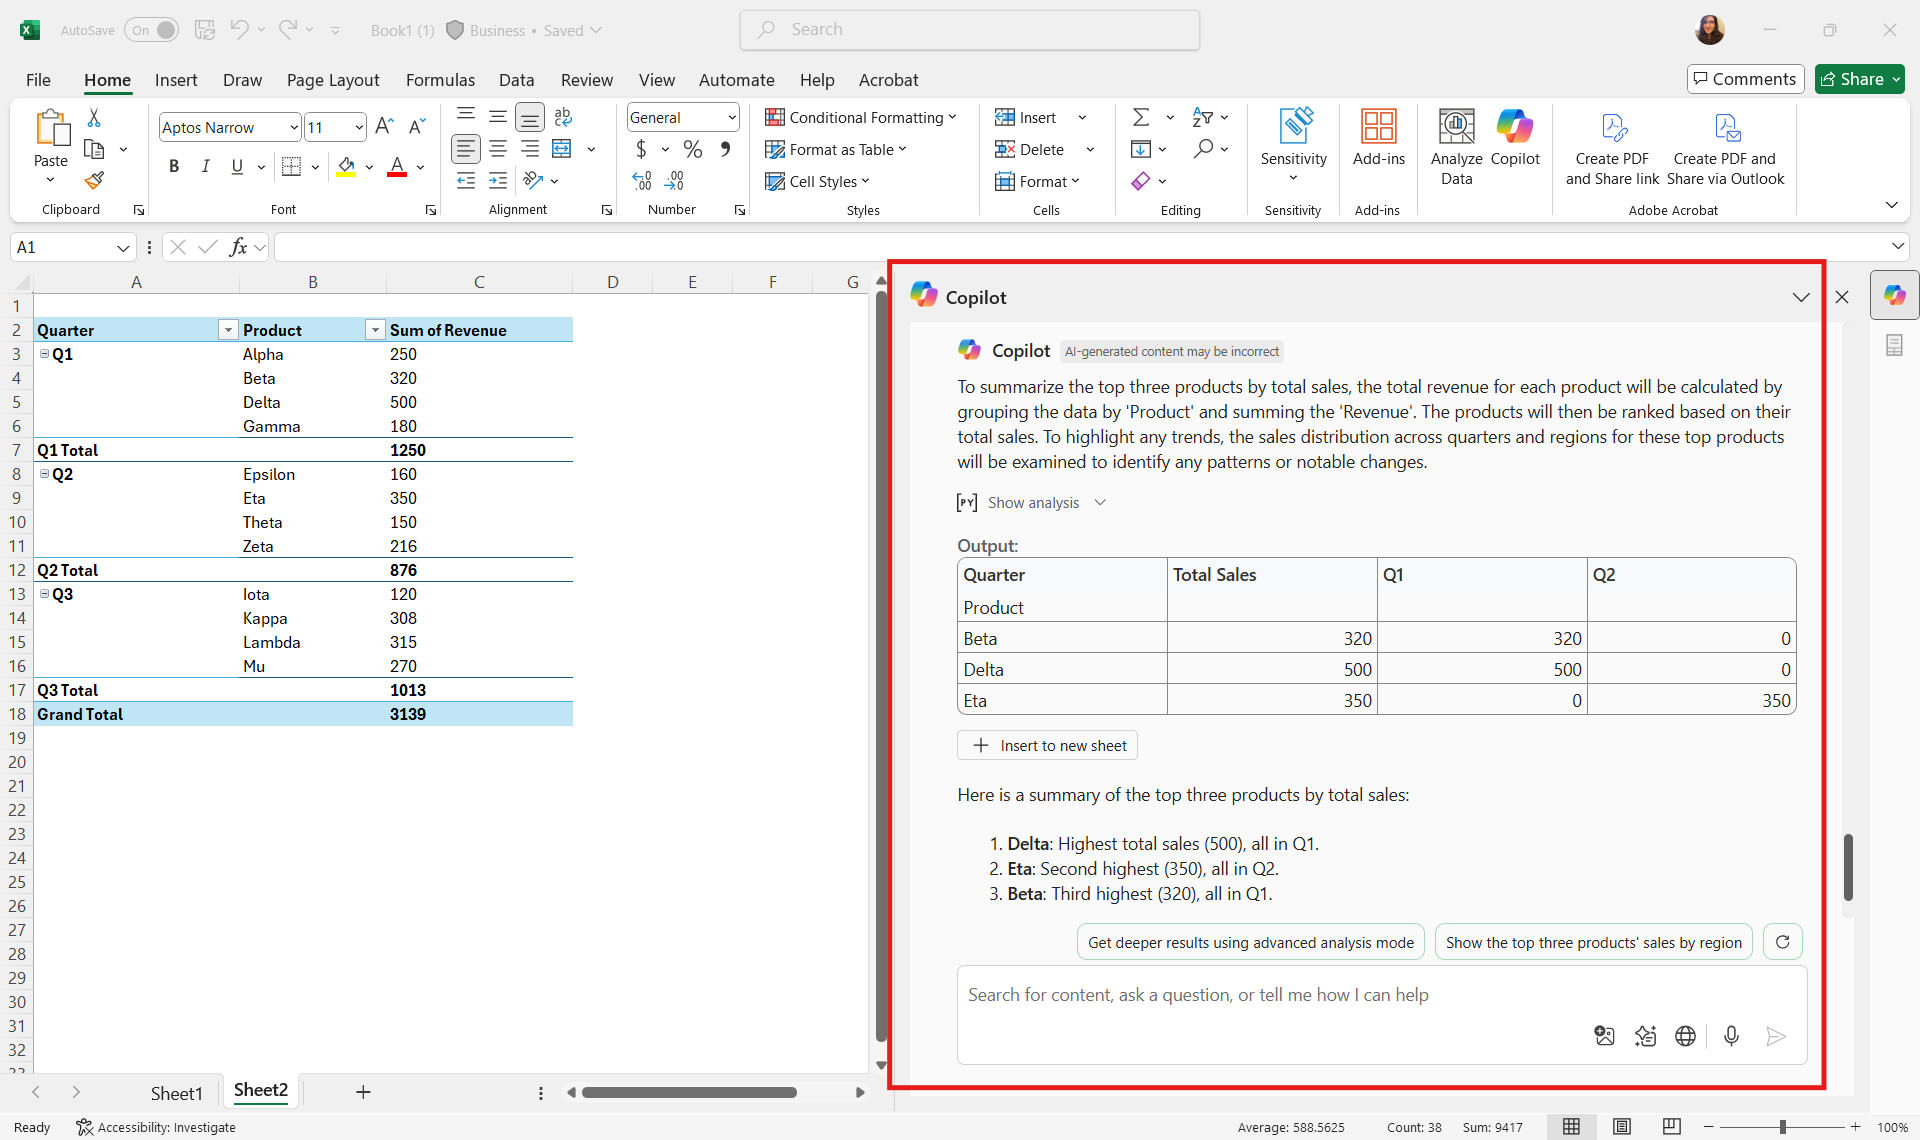 AutoSave On Book1 (1) Business • Saved Search
File Home Insert Draw Page Layout Formulas Data Review View Automate Help Acrobat Comments Share
Paste
Clipboard
Aptos Narrow 11
B I U A
Font
ab
Alignment
General
$ % 9
.00
Number
Conditional Formatting
Format as Table
Cell Styles
Styles
Insert
Delete
Format
Cells
Editing
Sensitivity
Sensitivity
Add-ins
Add-ins
Analyze Data
Copilot
Create PDF and Share link
Create PDF and Share via Outlook
Adobe Acrobat
A1 fx
A B C D E F G
1
2 Quarter Product Sum of Revenue
3 Q1 Alpha 250
4 Beta 320
5 Delta 500
6 Gamma 180
7 Q1 Total 1250
8 Q2 Epsilon 160
9 Eta 350
10 Theta 150
11 Zeta 216
12 Q2 Total 876
13 Q3 Iota 120
14 Kappa 308
15 Lambda 315
16 Mu 270
17 Q3 Total 1013
18 Grand Total 3139
19
20
21
22
23
24
25
26
27
28
29
30
31
32
Copilot
Copilot AI-generated content may be incorrect
To summarize the top three products by total sales, the total revenue for each product will be calculated by
grouping the data by 'Product' and summing the 'Revenue'. The products will then be ranked based on their
total sales. To highlight any trends, the sales distribution across quarters and regions for these top products
will be examined to identify any patterns or notable changes.
[PY] Show analysis
Output:
Quarter Total Sales Q1 Q2
Product
Beta 320 320 0
Delta 500 500 0
Eta 350 0 350
Insert to new sheet
Here is a summary of the top three products by total sales:
1. Delta: Highest total sales (500), all in Q1.
2. Eta: Second highest (350), all in Q2.
3. Beta: Third highest (320), all in Q1.
Get deeper results using advanced analysis mode Show the top three products' sales by region
Search for content, ask a question, or tell me how I can help
Sheet1 Sheet2
Ready Accessibility: Investigate Average: 588.5625 Count: 38 Sum: 9417 100%